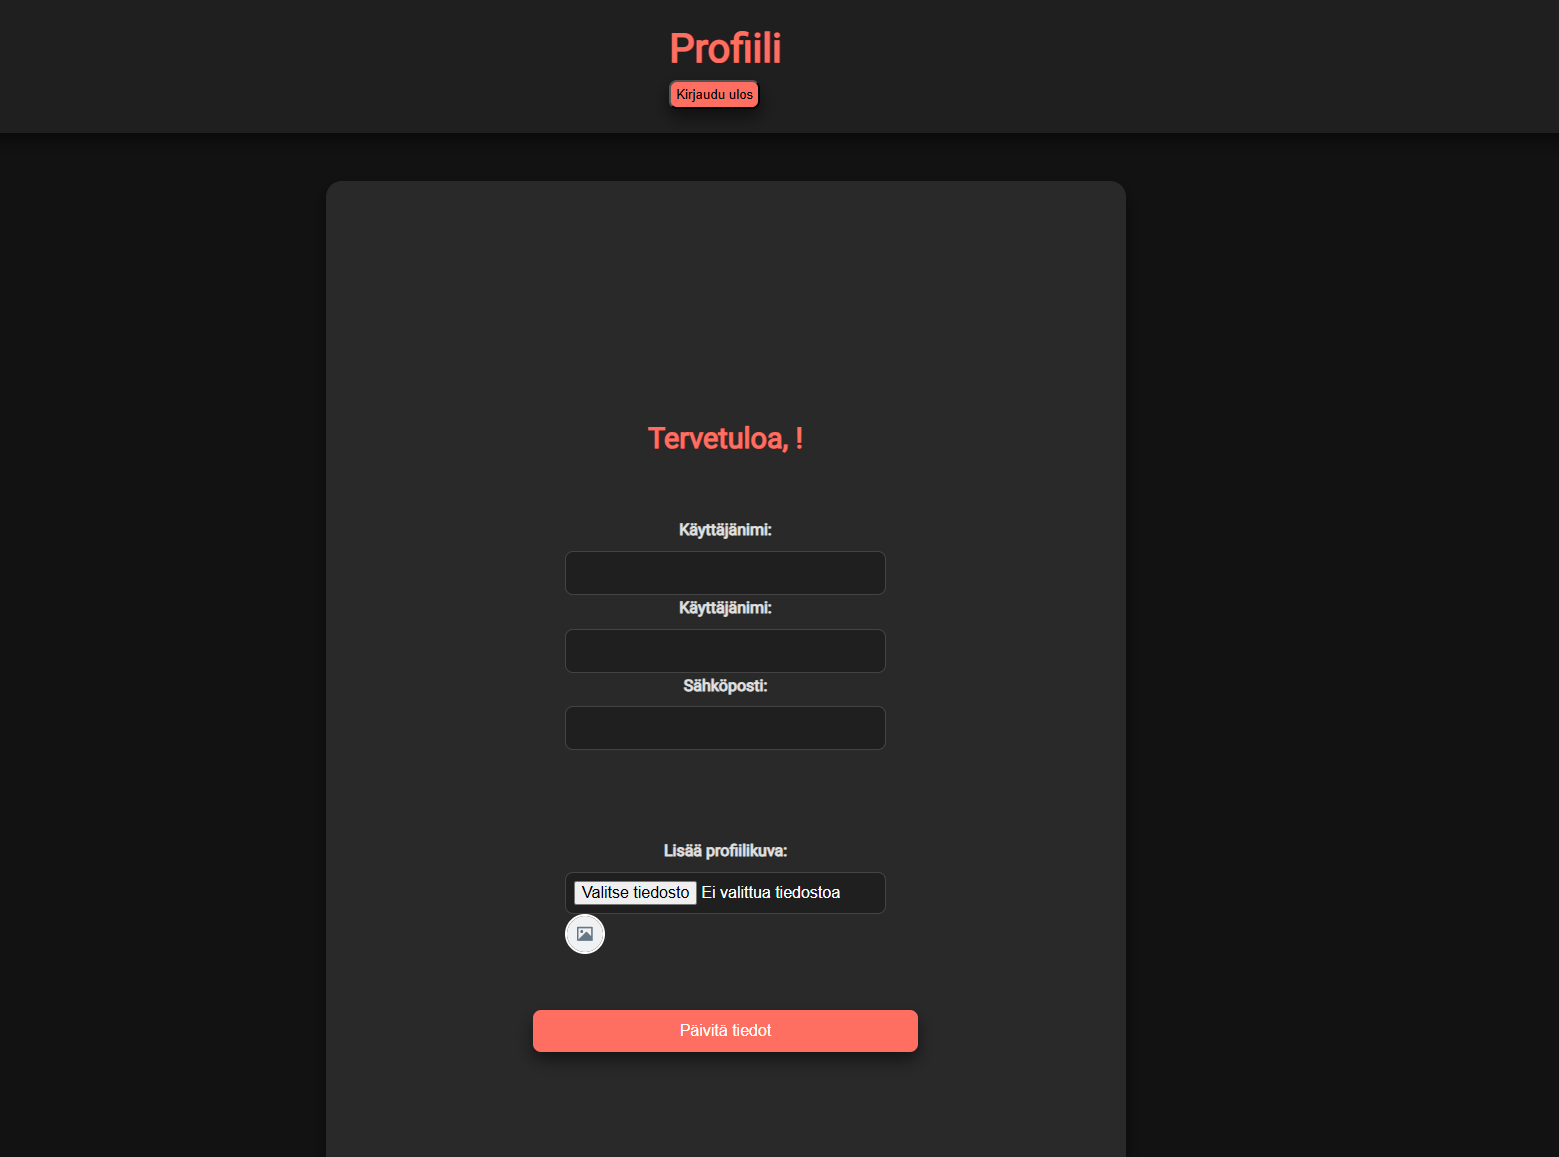 Profiili
Kirjaudu ulos
Tervetuloa, !
Käyttäjänimi:
Käyttäjänimi:
Sähköposti:
Lisää profiilikuva:
Valitse tiedosto Ei valittua tiedostoa
Päivitä tiedot